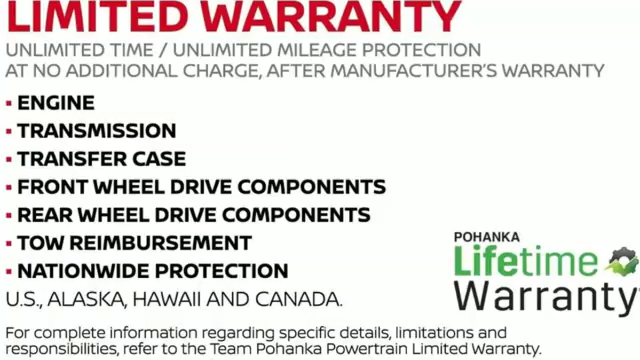 LIMITED WARRANTY
UNLIMITED TIME / UNLIMITED MILEAGE PROTECTION
AT NO ADDITIONAL CHARGE, AFTER MANUFACTURER'S WARRANTY
▪ ENGINE
▪ TRANSMISSION
▪ TRANSFER CASE
▪ FRONT WHEEL DRIVE COMPONENTS
▪ REAR WHEEL DRIVE COMPONENTS
▪ TOW REIMBURSEMENT
▪ NATIONWIDE PROTECTION
U.S., ALASKA, HAWAII AND CANADA.
POHANKA
Lifetime
Warranty
For complete information regarding specific details, limitations and
responsibilities, refer to the Team Pohanka Powertrain Limited Warranty.